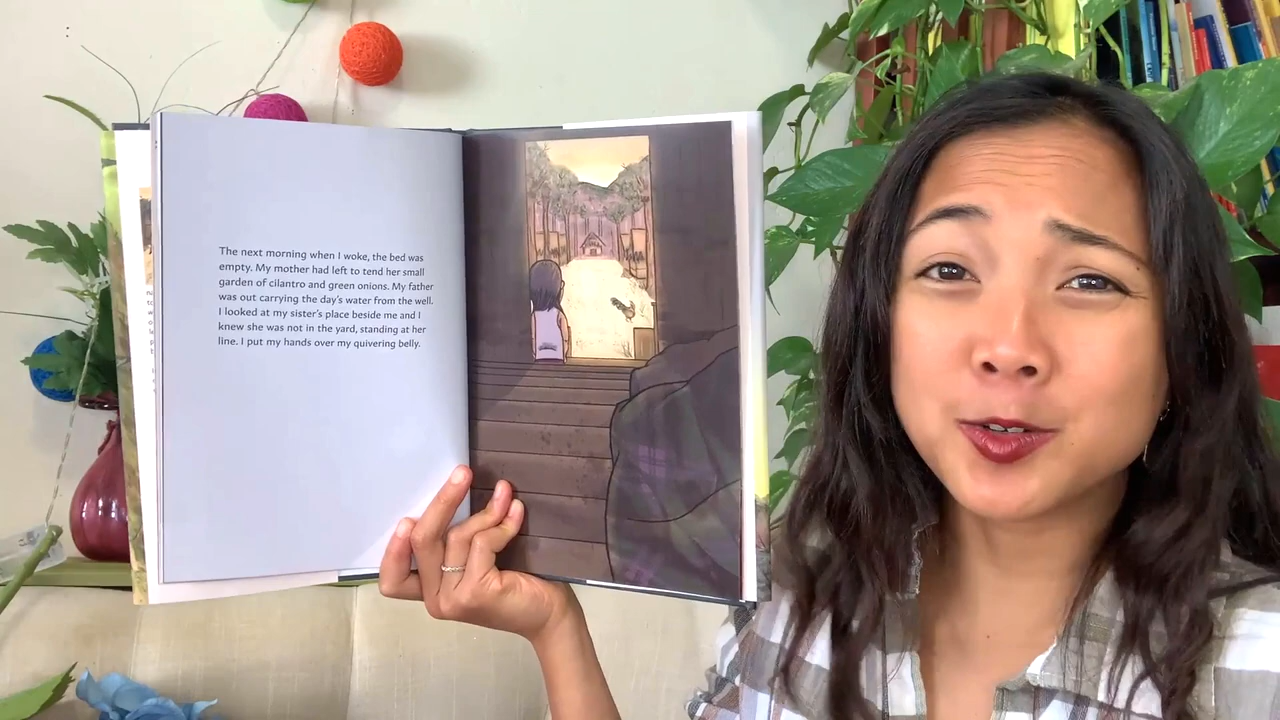 The next morning when I woke, the bed was
empty. My mother had left to tend her small
garden of cilantro and green onions. My father
was out carrying the day's water from the well.
I looked at my sister's place beside me and I
knew she was not in the yard, standing at her
line. I put my hands over my quivering belly.